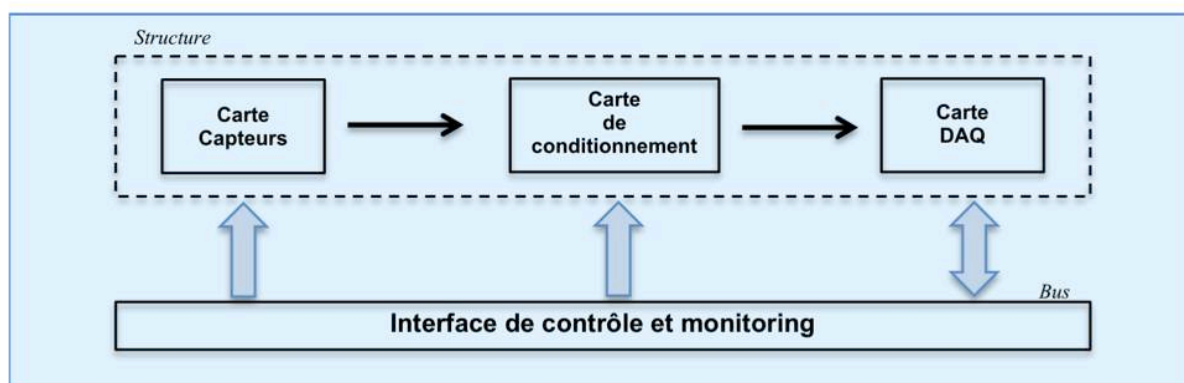 Structure
Carte
Capteurs
Carte
de
conditionnement
Carte
DAQ
Bus
Interface de contrôle et monitoring